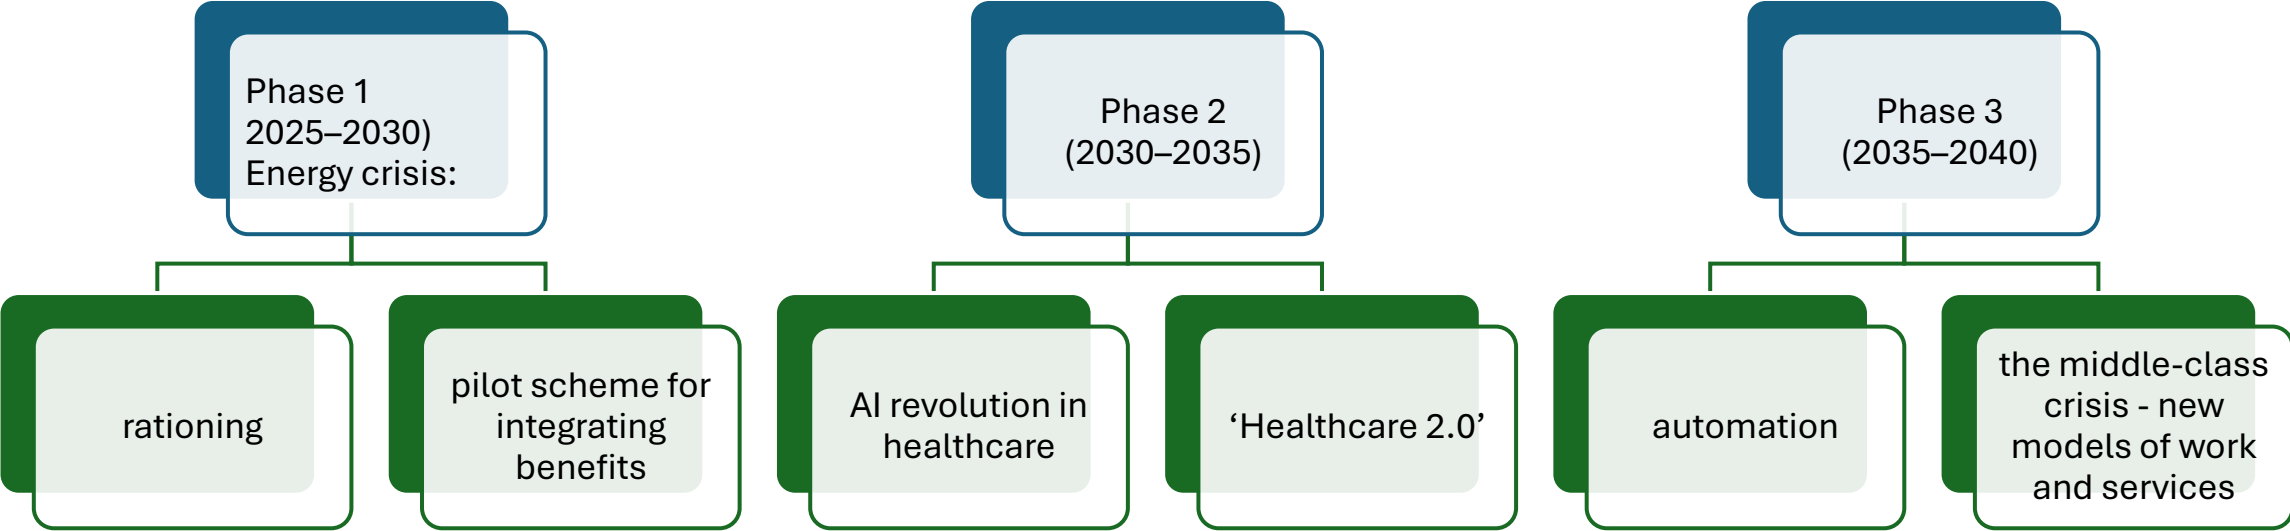 Phase 1
2025–2030)
Energy crisis:
Phase 2
(2030–2035)
Phase 3
(2035–2040)
rationing
pilot scheme for
integrating
benefits
AI revolution in
healthcare
‘Healthcare 2.0’
automation
the middle-class
crisis - new
models of work
and services